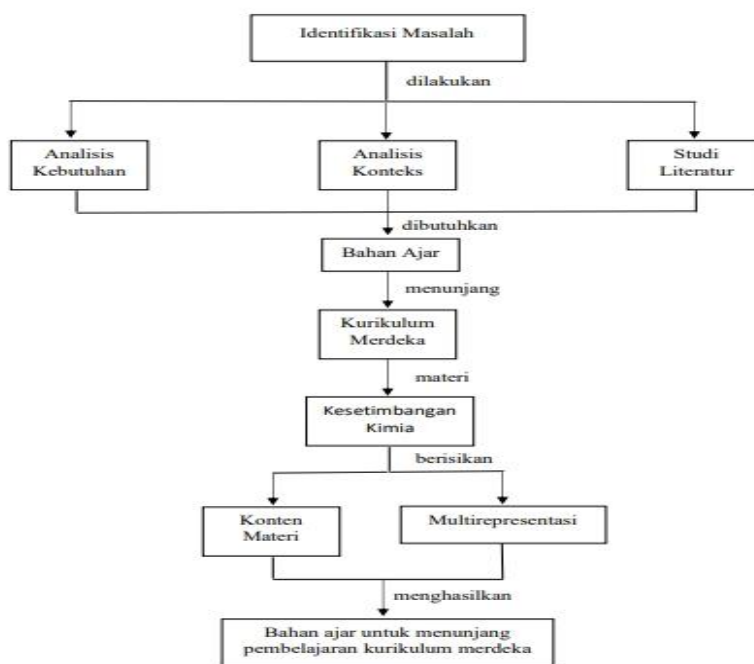 Identifikasi Masalah
dilakukan
Analisis
Kebutuhan
Analisis
Konteks
Studi
Literatur
dibutuhkan
Bahan Ajar
menunjang
Kurikulum
Merdeka
materi
Kesetimbangan
Kimia
berisikan
Konten
Materi
Multirepresentasi
menghasilkan
Bahan ajar untuk menunjang
pembelajaran kurikulum merdeka